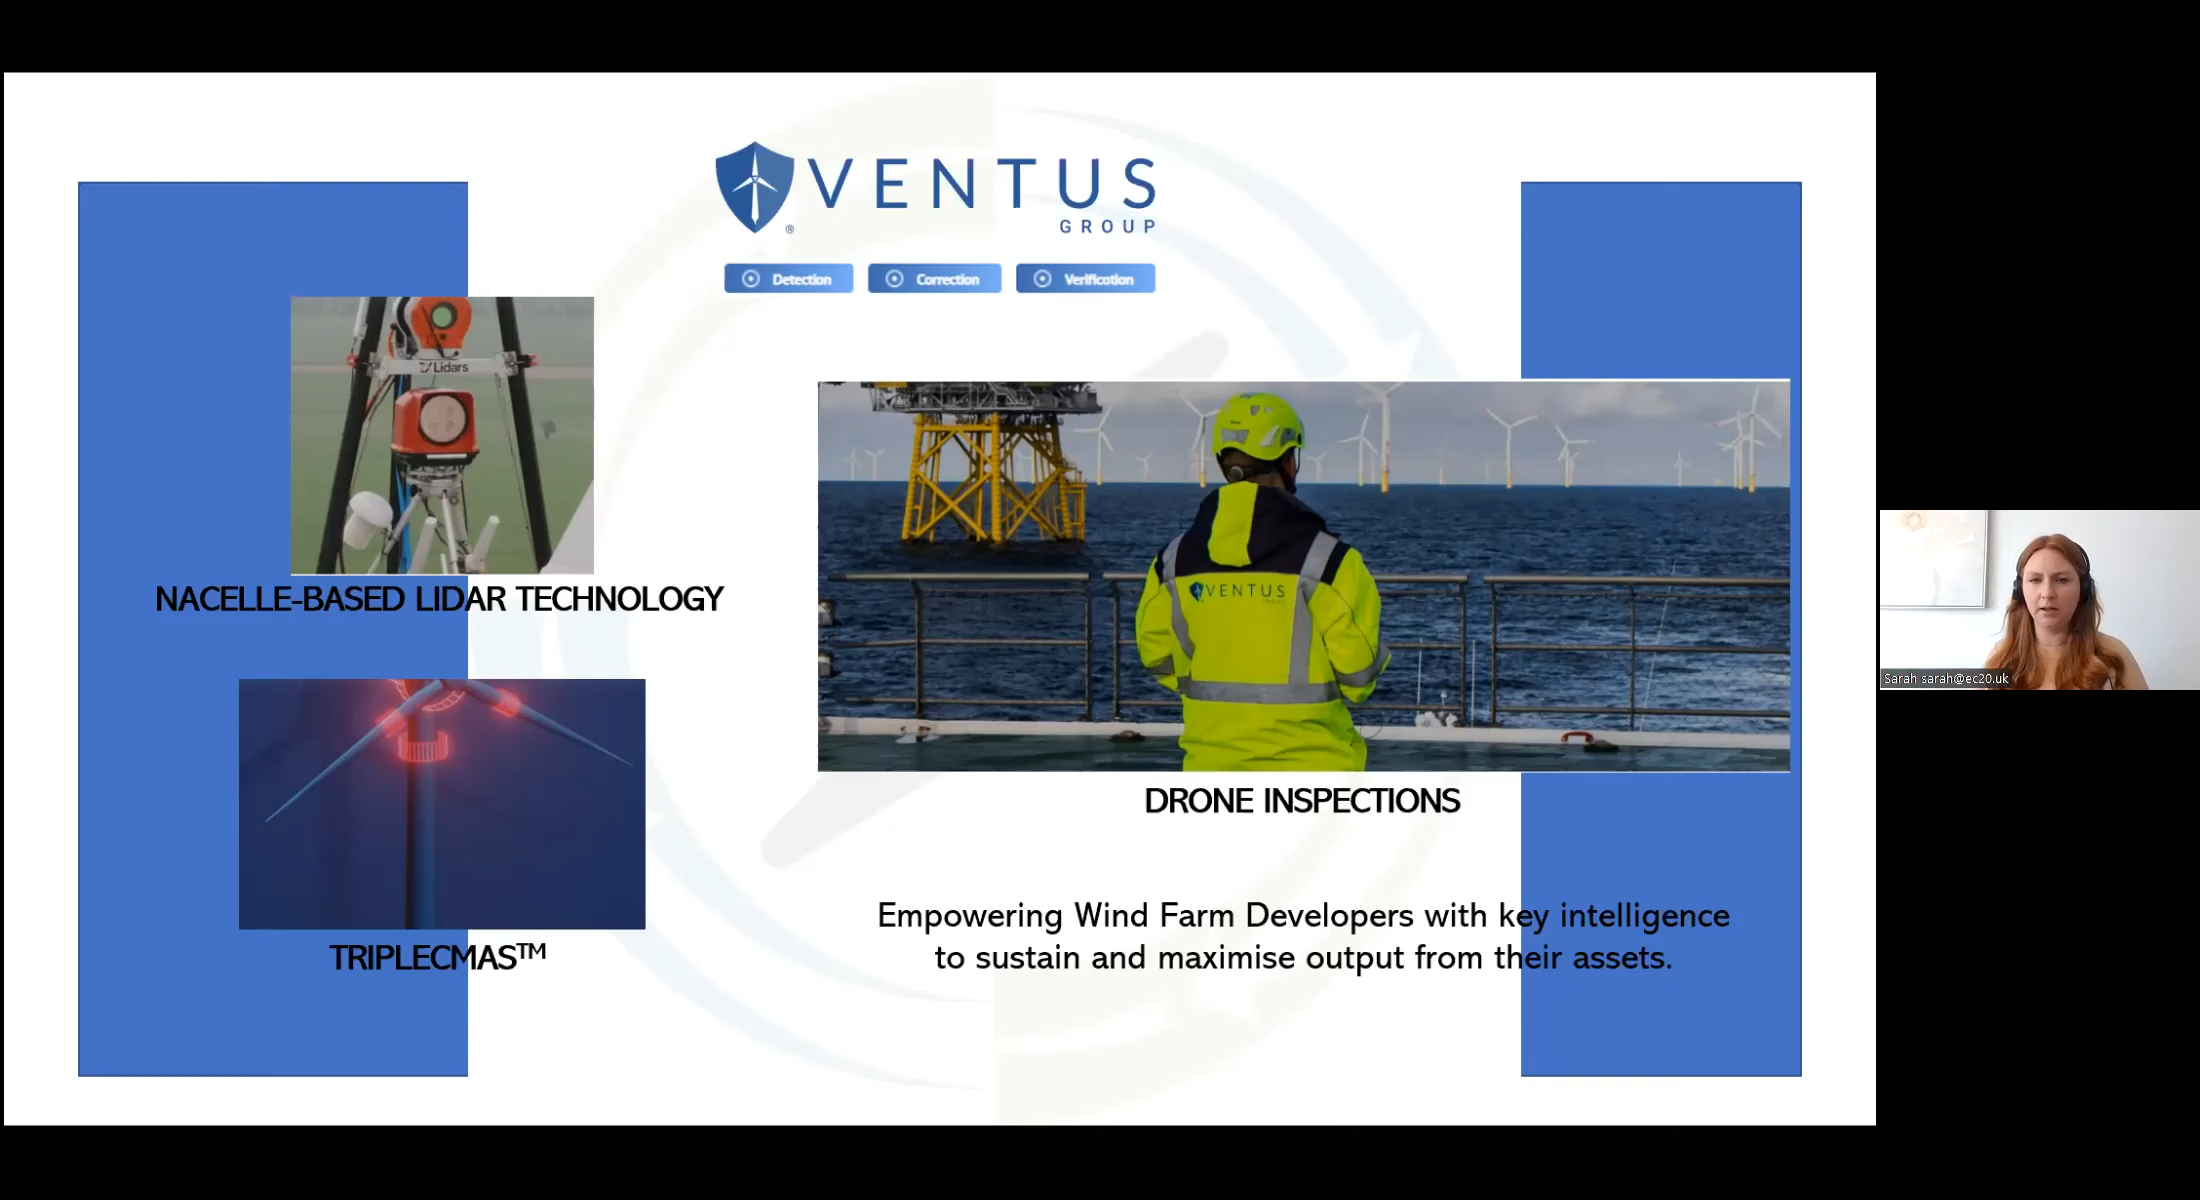 VENTUS
GROUP
®
Detection
Correction
Verification
Lidars
NACELLE-BASED LIDAR TECHNOLOGY
VENTUS
TRIPLECMAS™
DRONE INSPECTIONS
Empowering Wind Farm Developers with key intelligence
to sustain and maximise output from their assets.
Sarah sarah@ec20.uk